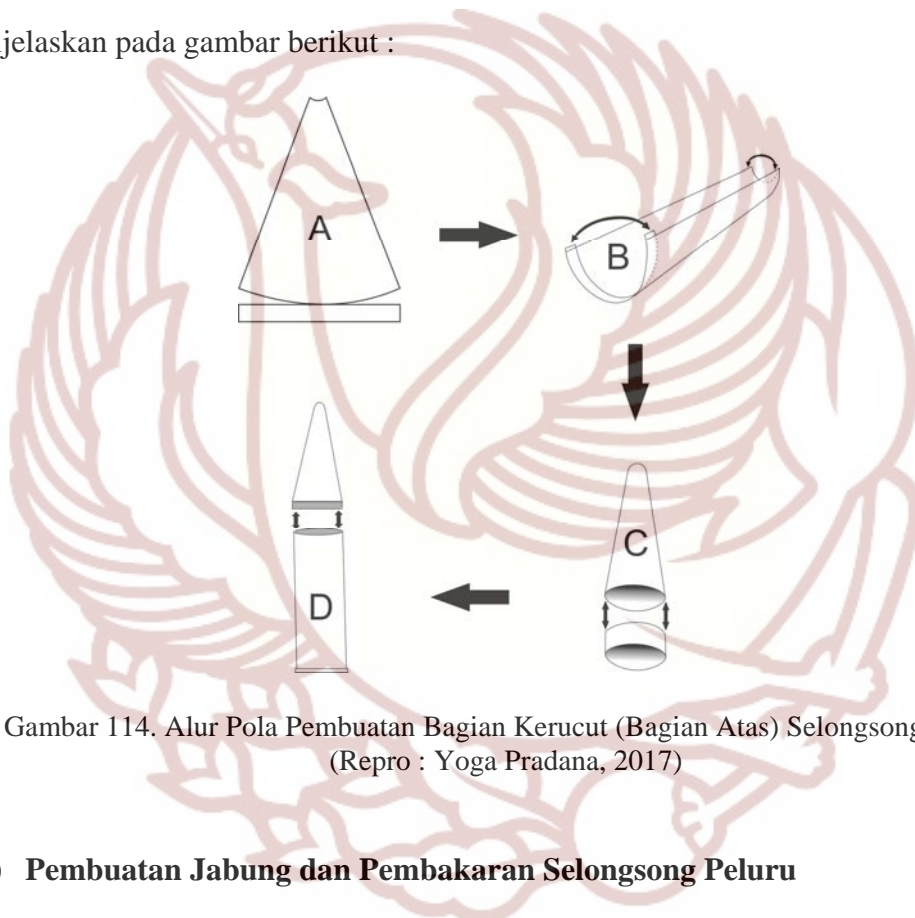 jelaskan pada gambar berikut :
A
B
C
D
Gambar 114. Alur Pola Pembuatan Bagian Kerucut (Bagian Atas) Selongsong
(Repro : Yoga Pradana, 2017)
) Pembuatan Jabung dan Pembakaran Selongsong Peluru